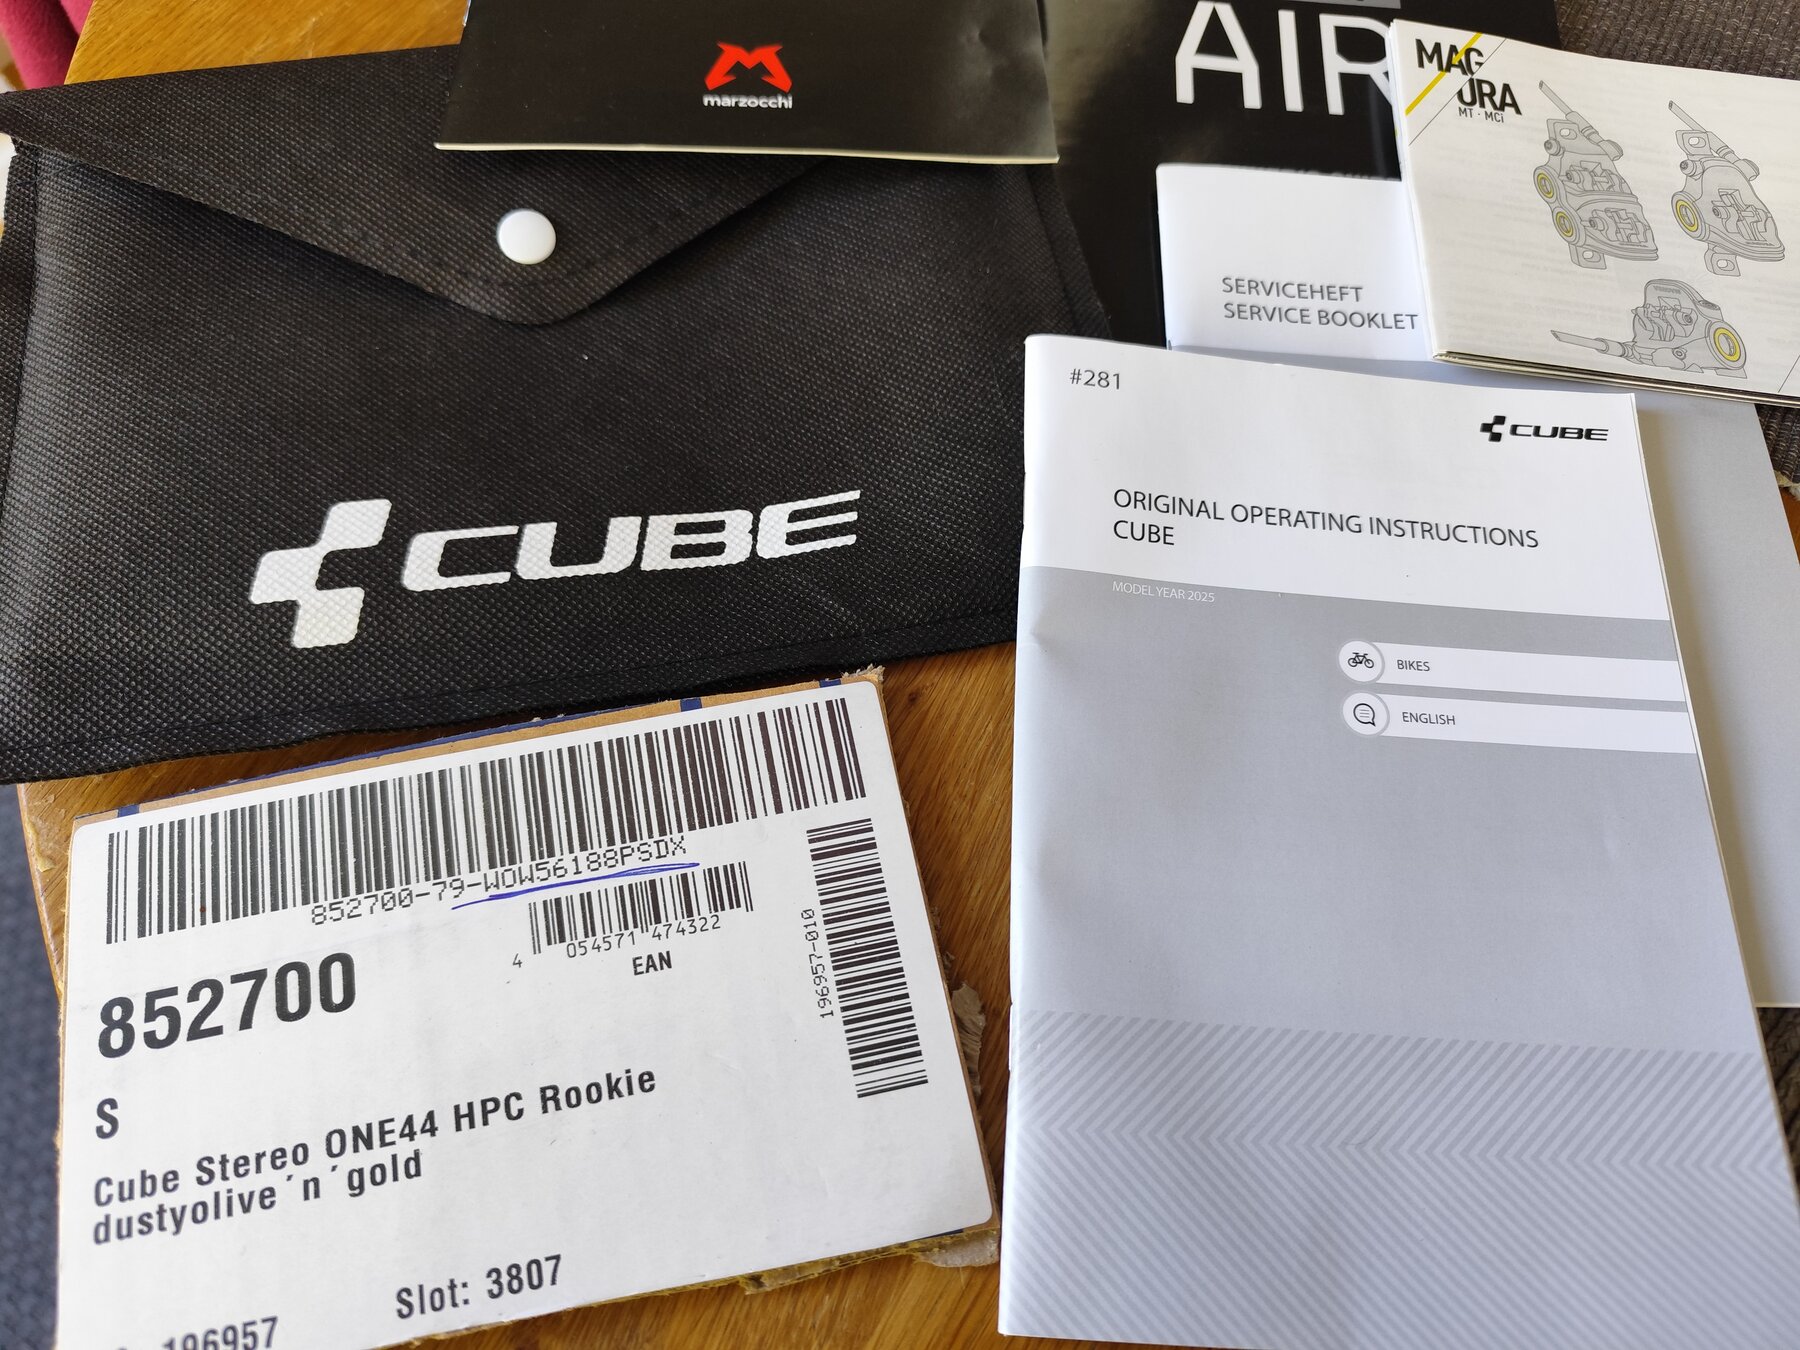 marzocchi
AIR
MAGURA
MT · MCi
SERVICEHEFT
SERVICE BOOKLET
#281
CUBE
ORIGINAL OPERATING INSTRUCTIONS
CUBE
MODEL YEAR 2025
BIKES
ENGLISH
CUBE
852700-79-WOW56188PSDX
4 054571 474322
EAN
196957-010
852700
S
Cube Stereo ONE44 HPC Rookie
dustyolive´n´gold
Slot: 3807
196957